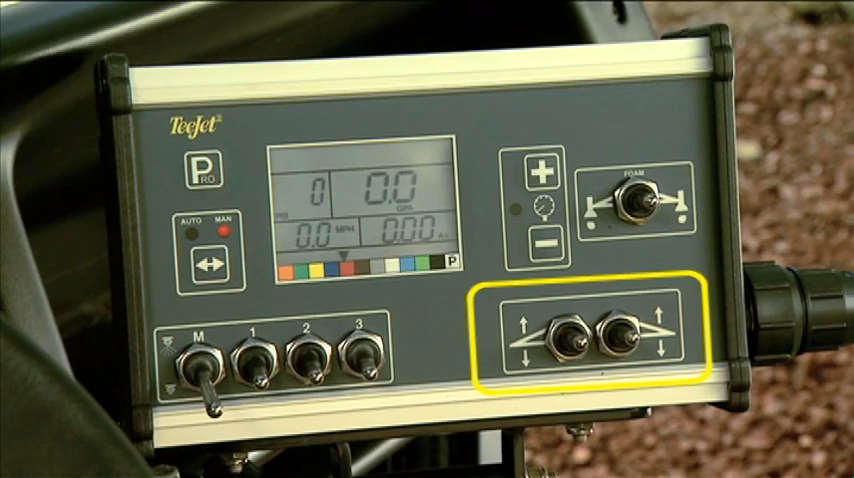 TeeJet
PRO
AUTO MAN
FOAM
0
PSI
0.0
GPA
0.0 MPH
0.00
P
M 1 2 3